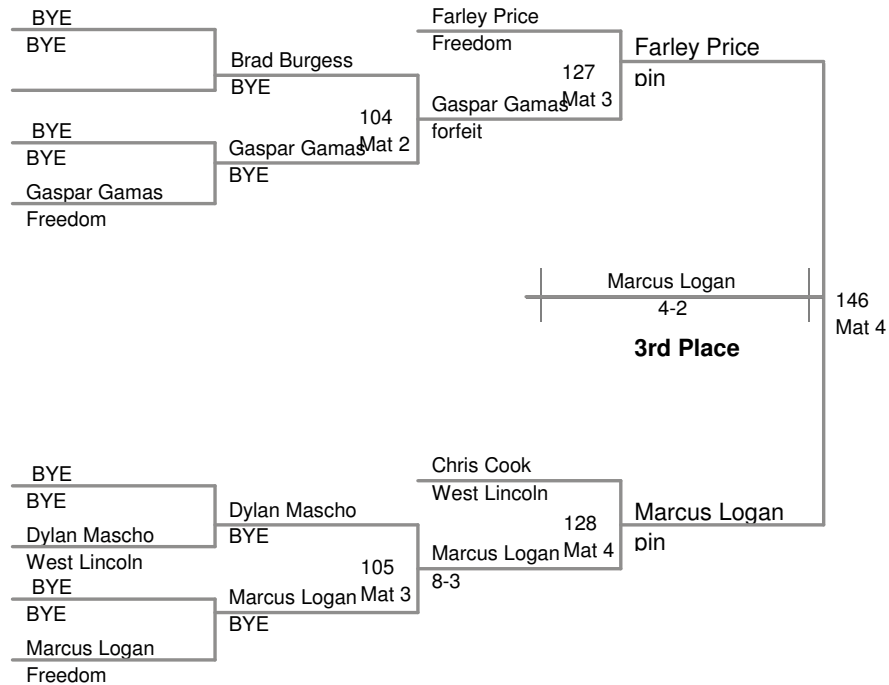 BYE
BYE
Brad Burgess
BYE
104
Mat 2
BYE
BYE
Gaspar Gamas
BYE
Gaspar Gamas
Freedom
Farley Price
Freedom
127
Mat 3
Gaspar Gamas
forfeit
Farley Price
pin
Marcus Logan
4-2
3rd Place
146
Mat 4
BYE
BYE
Dylan Mascho
West Lincoln
Dylan Mascho
BYE
105
Mat 3
BYE
BYE
Marcus Logan
BYE
Marcus Logan
Freedom
Chris Cook
West Lincoln
128
Mat 4
Marcus Logan
8-3
Marcus Logan
pin